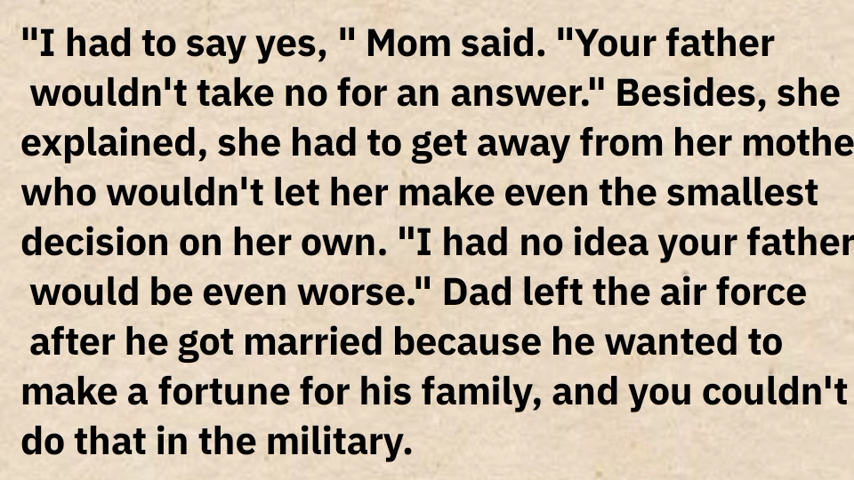 "I had to say yes, " Mom said. "Your father
wouldn't take no for an answer." Besides, she
explained, she had to get away from her mothe
who wouldn't let her make even the smallest
decision on her own. "I had no idea your father
would be even worse." Dad left the air force
after he got married because he wanted to
make a fortune for his family, and you couldn't
do that in the military.